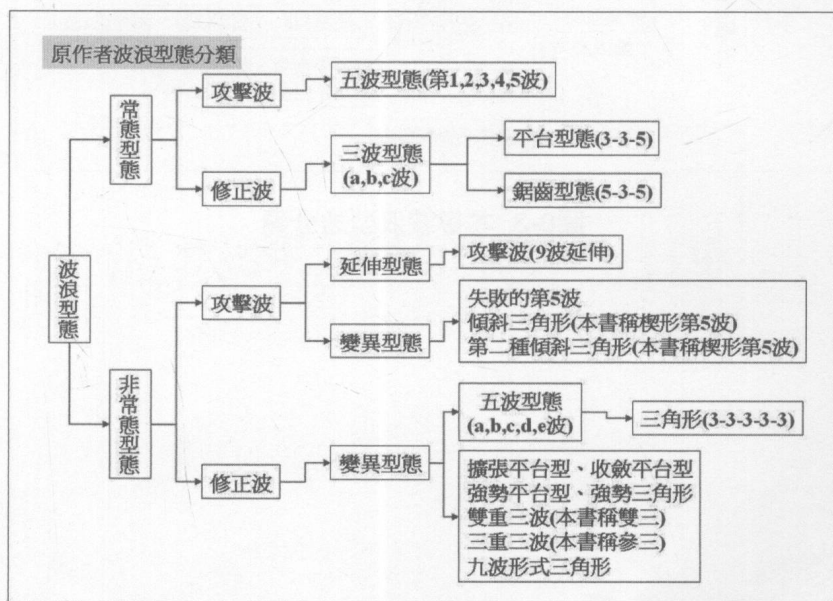 原作者波浪型態分類
波浪型態
常態型態
攻擊波
五波型態(第1,2,3,4,5波)
修正波
三波型態
(a,b,c波)
平台型態(3-3-5)
鋸齒型態(5-3-5)
非常態型態
攻擊波
延伸型態
攻擊波(9波延伸)
變異型態
失敗的第5波
傾斜三角形(本書稱楔形第5波)
第二種傾斜三角形(本書稱楔形第5波)
修正波
變異型態
五波型態
(a,b,c,d,e波)
三角形(3-3-3-3-3)
擴張平台型、收斂平台型
強勢平台型、強勢三角形
雙重三波(本書稱雙三)
三重三波(本書稱參三)
九波形式三角形